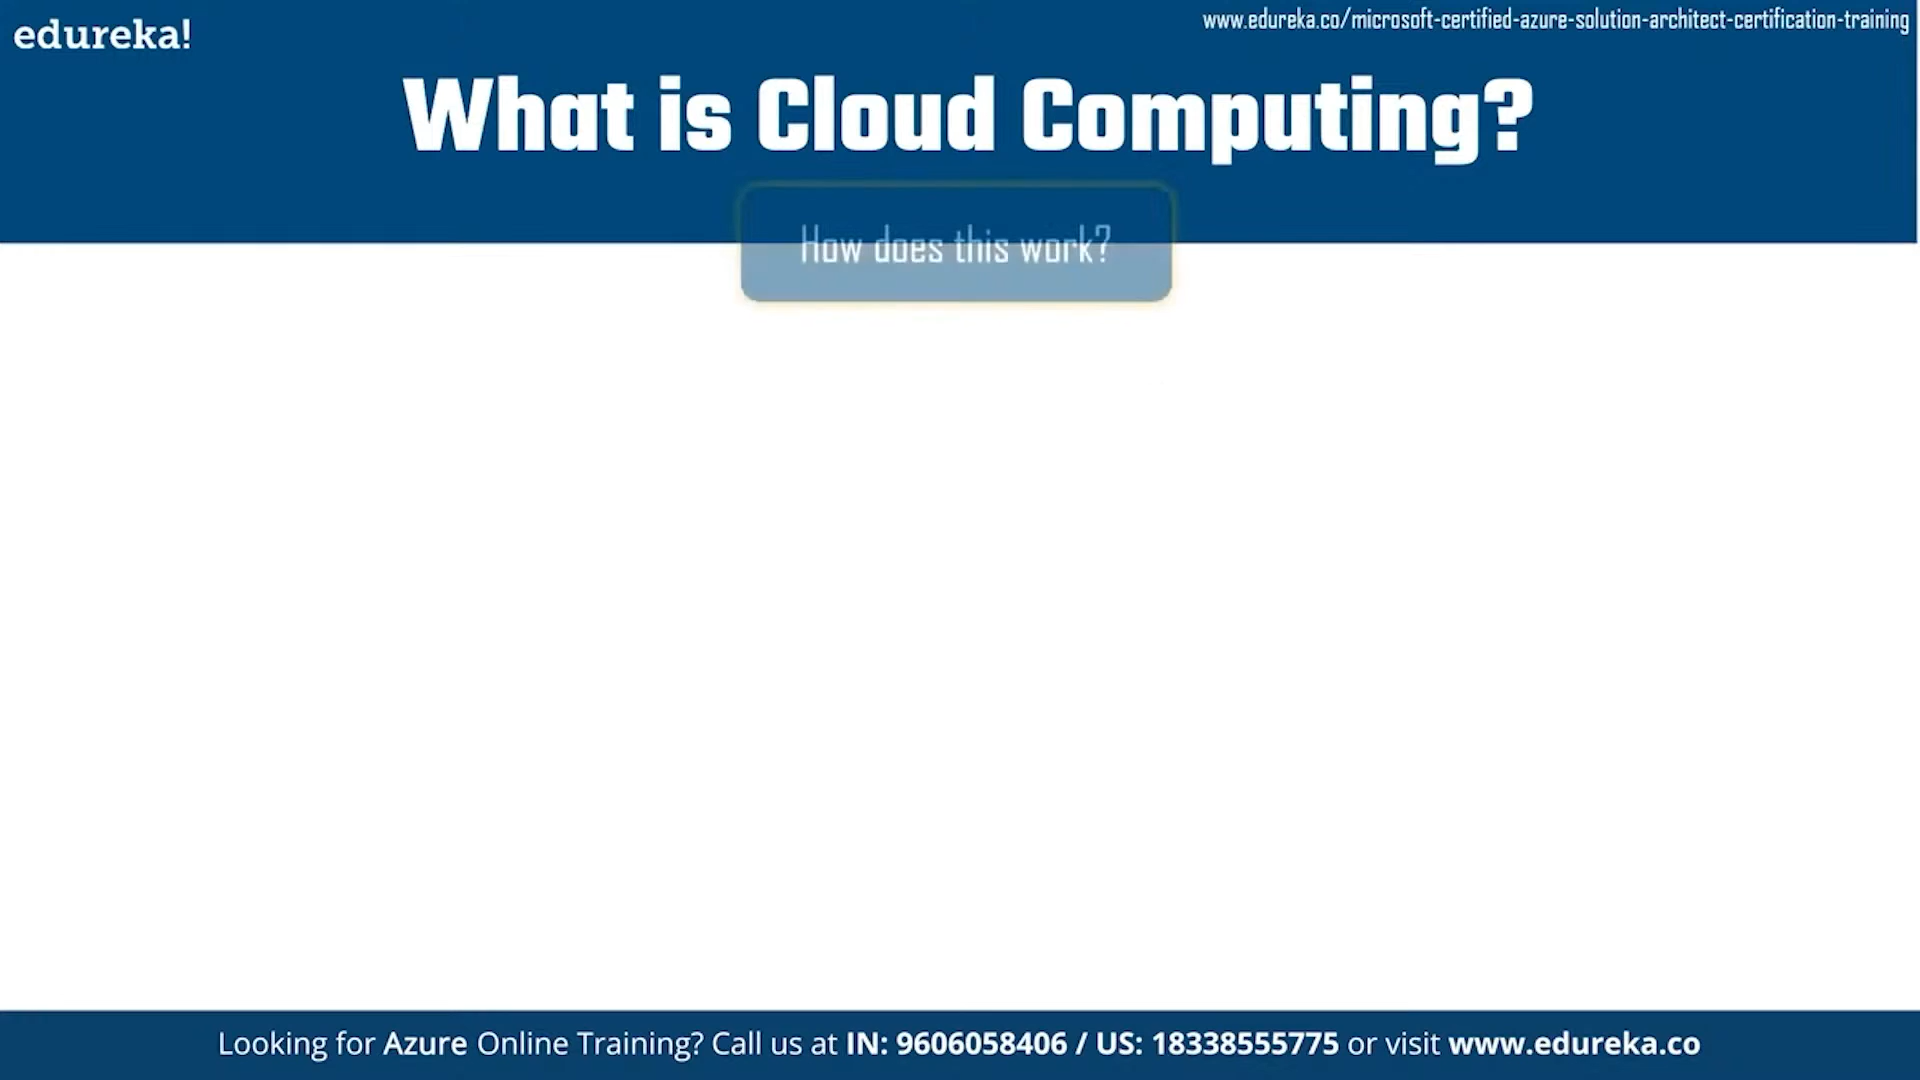 edureka!
www.edureka.co/microsoft-certified-azure-solution-architect-certification-training
What is Cloud Computing?
How does this work?
Looking for Azure Online Training? Call us at IN: 9606058406 / US: 18338555775 or visit www.edureka.co